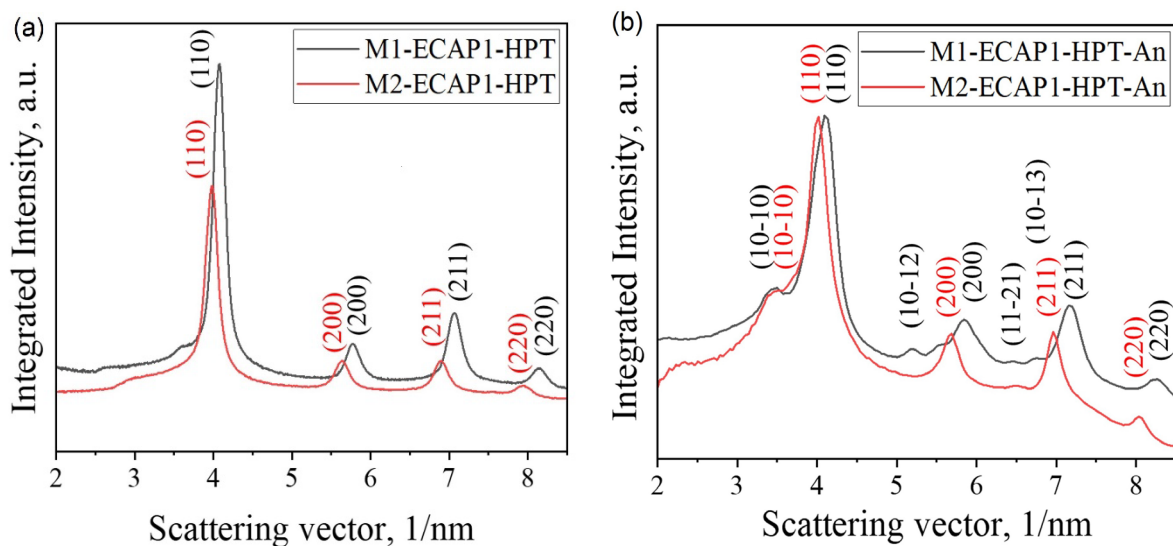 (a)
M1-ECAP1-HPT
M2-ECAP1-HPT
(110)
(110)
(200)
(200)
(211)
(211)
(220)
(220)
Integrated Intensity, a.u.
2 3 4 5 6 7 8
Scattering vector, 1/nm
(b)
M1-ECAP1-HPT-An
M2-ECAP1-HPT-An
(110)
(110)
(10-10)
(10-10)
(10-12)
(200)
(200)
(11-21)
(10-13)
(211)
(211)
(220)
(220)
Integrated Intensity, a.u.
2 3 4 5 6 7 8
Scattering vector, 1/nm